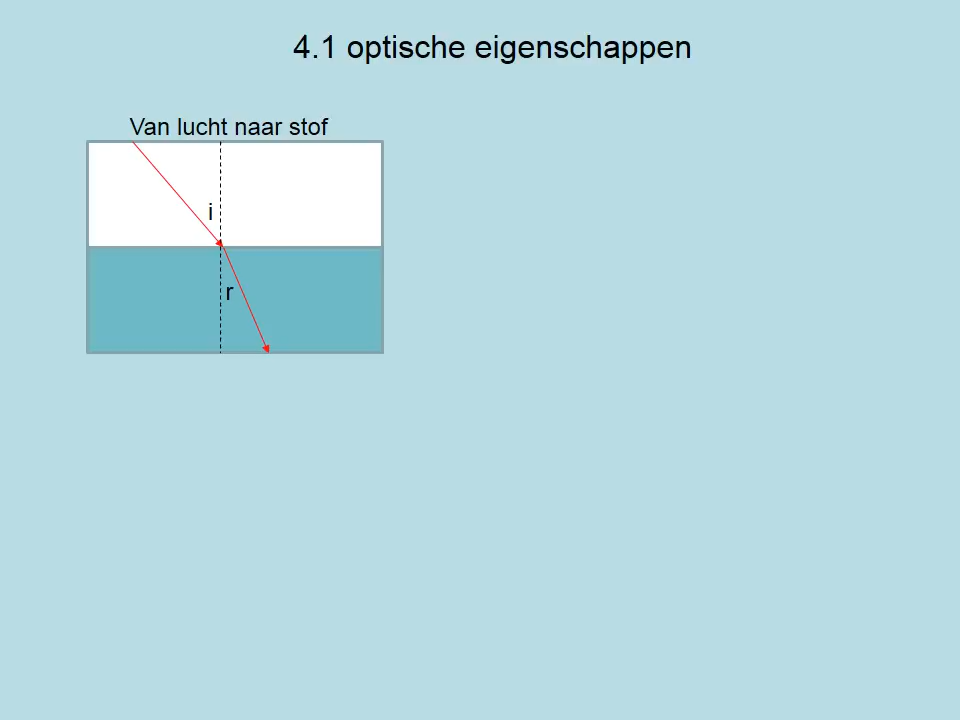 4.1 optische eigenschappen
Van lucht naar stof
i
r